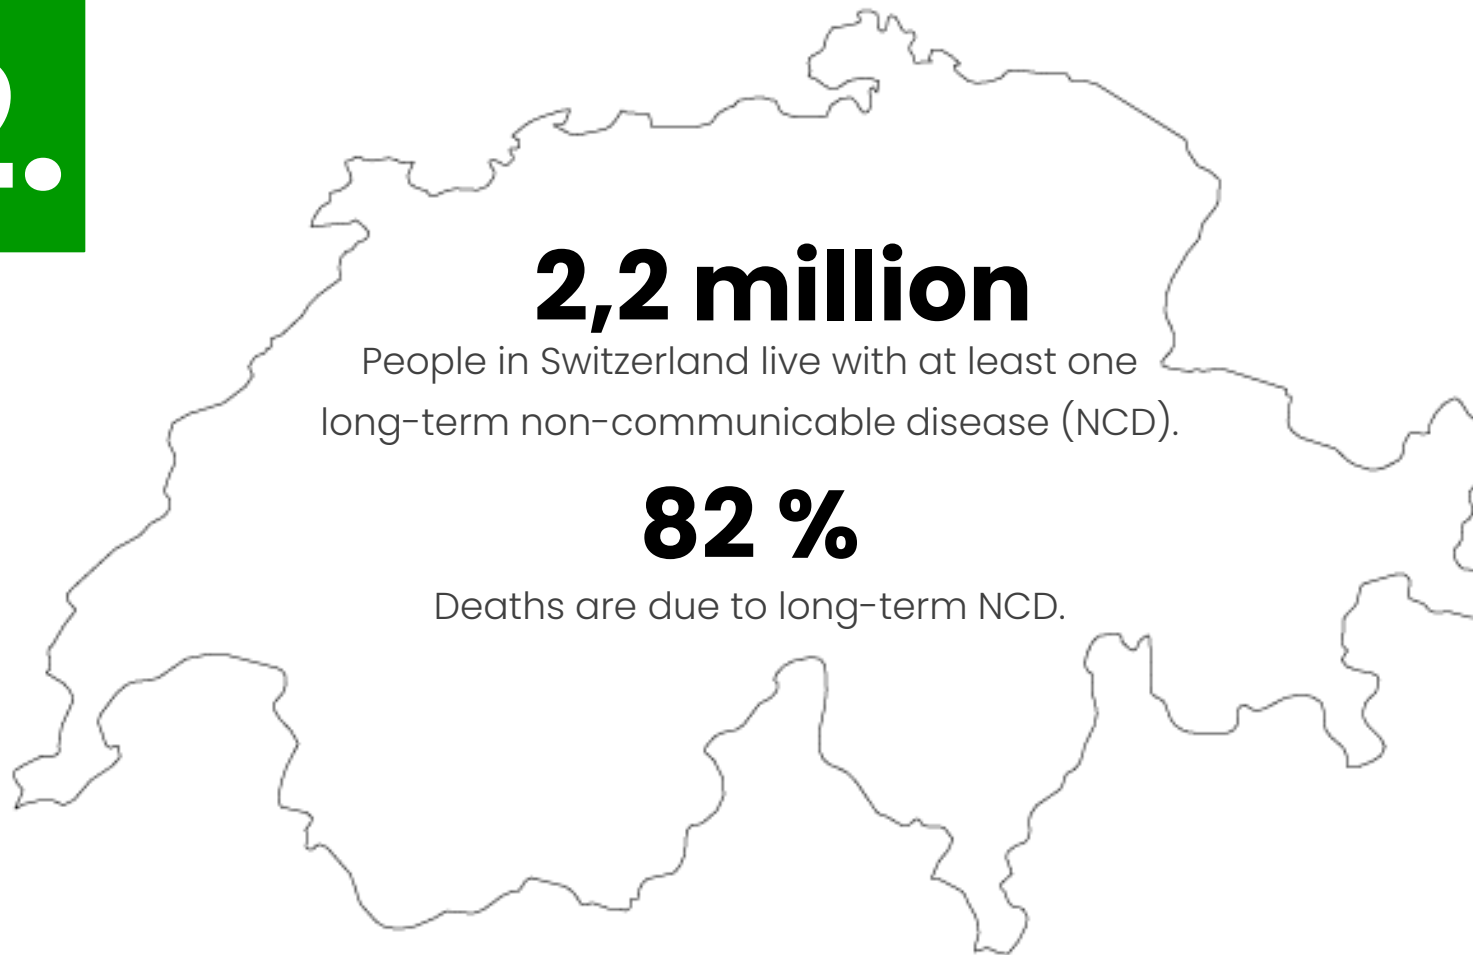 2,2 million
People in Switzerland live with at least one
long-term non-communicable disease (NCD).
82 %
Deaths are due to long-term NCD.